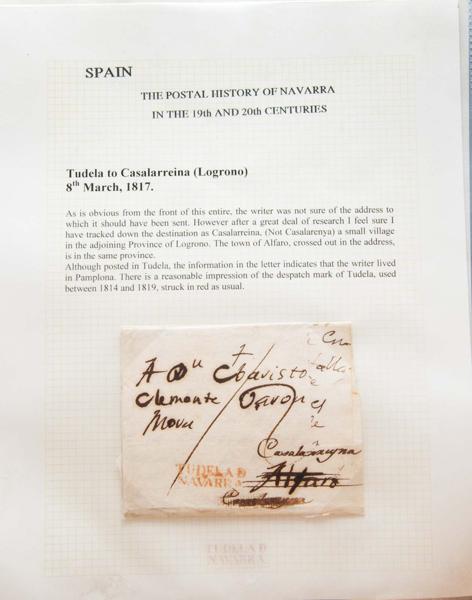 SPAIN
THE POSTAL HISTORY OF NAVARRA
IN THE 19th AND 20th CENTURIES
Tudela to Casalarreina (Logrono)
8th March, 1817.
As is obvious from the front of this entire, the writer was not sure of the address to
which it should have been sent. However after a great deal of research I feel sure I
have tracked down the destination as Casalarreina, (Not Casalarenya) a small village
in the adjoining Province of Logrono. The town of Alfaro, crossed out in the address,
is in the same province.
Although posted in Tudela, the information in the letter indicates that the writer lived
in Pamplona. There is a reasonable impression of the despatch mark of Tudela, used
between 1814 and 1819, struck in red as usual.
A Dn
Clemente
TUDELA D
NAVARRA
Alfaro
TUDELA D
NAVARRA